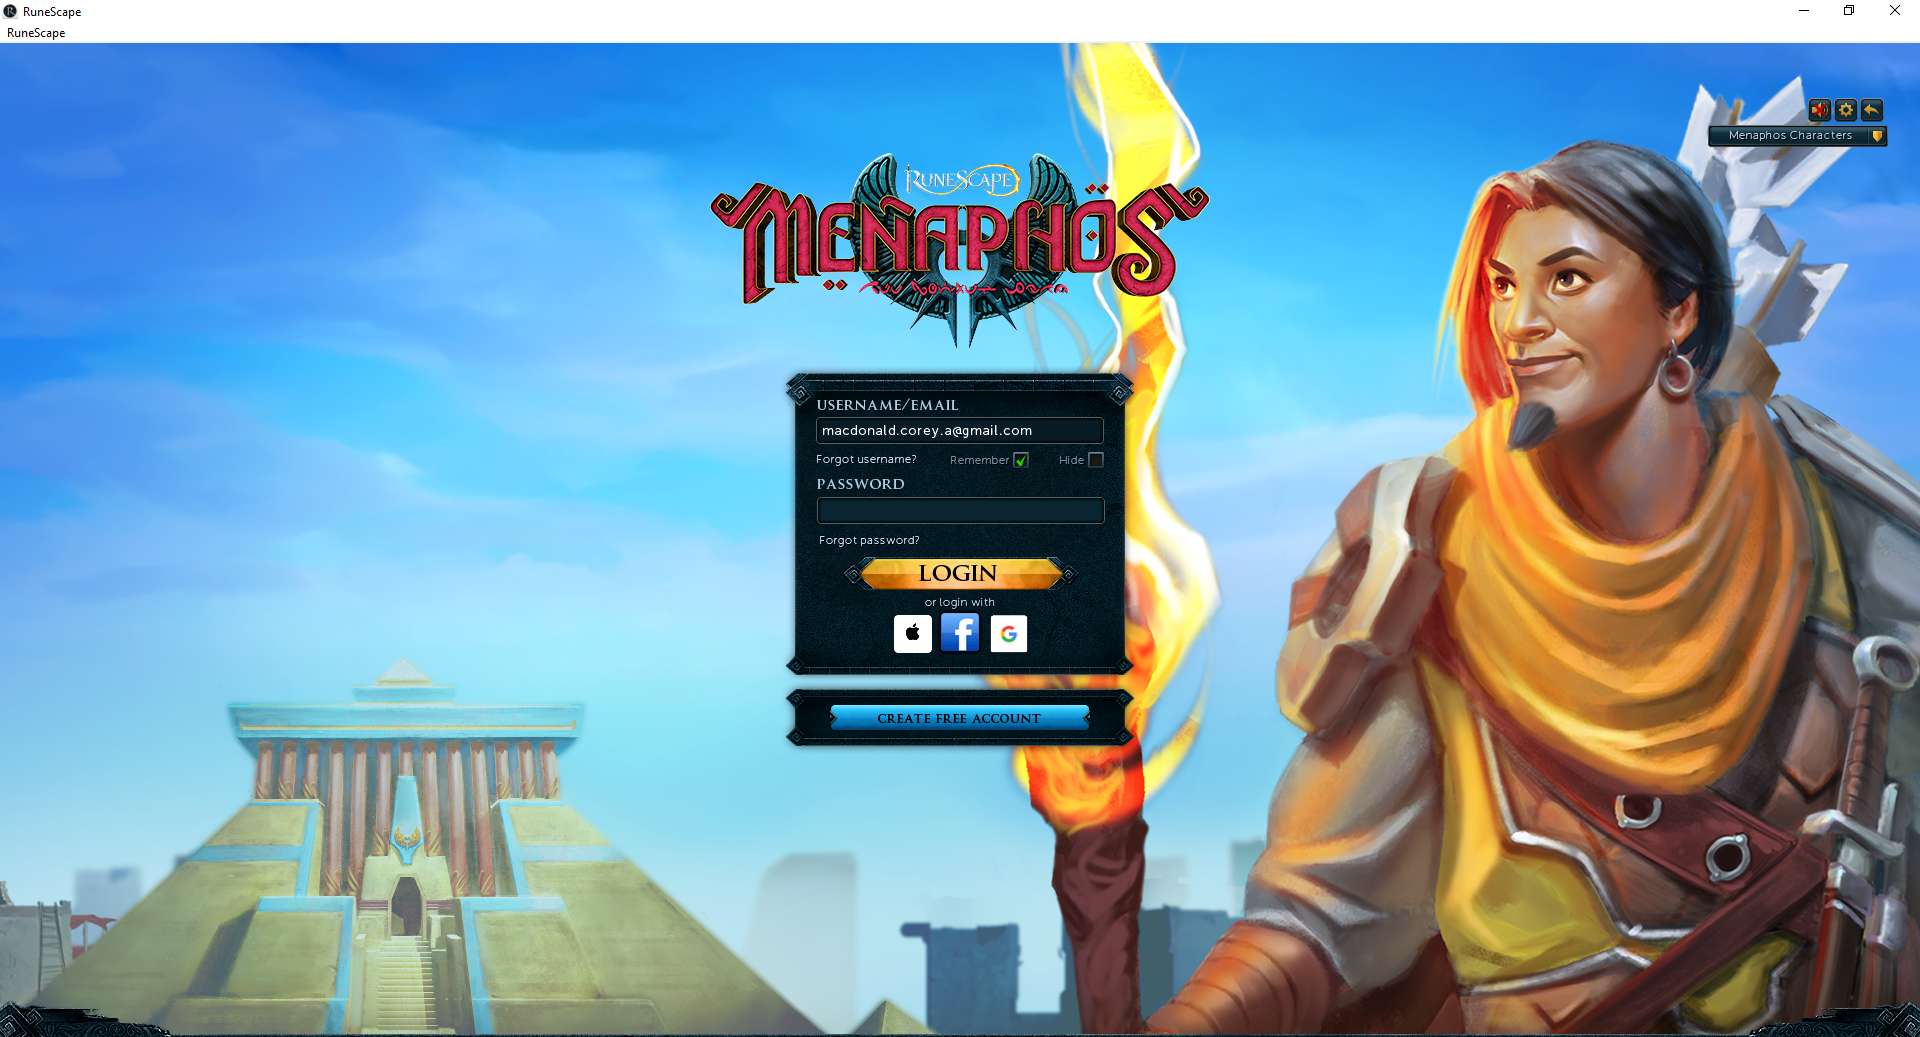 RuneScape
RuneScape
Menaphos Characters
RUNESCAPE
MENAPHOS
USERNAME/EMAIL
macdonald.corey.a@gmail.com
Forgot username? Remember Hide
PASSWORD
Forgot password?
LOGIN
or login with
CREATE FREE ACCOUNT